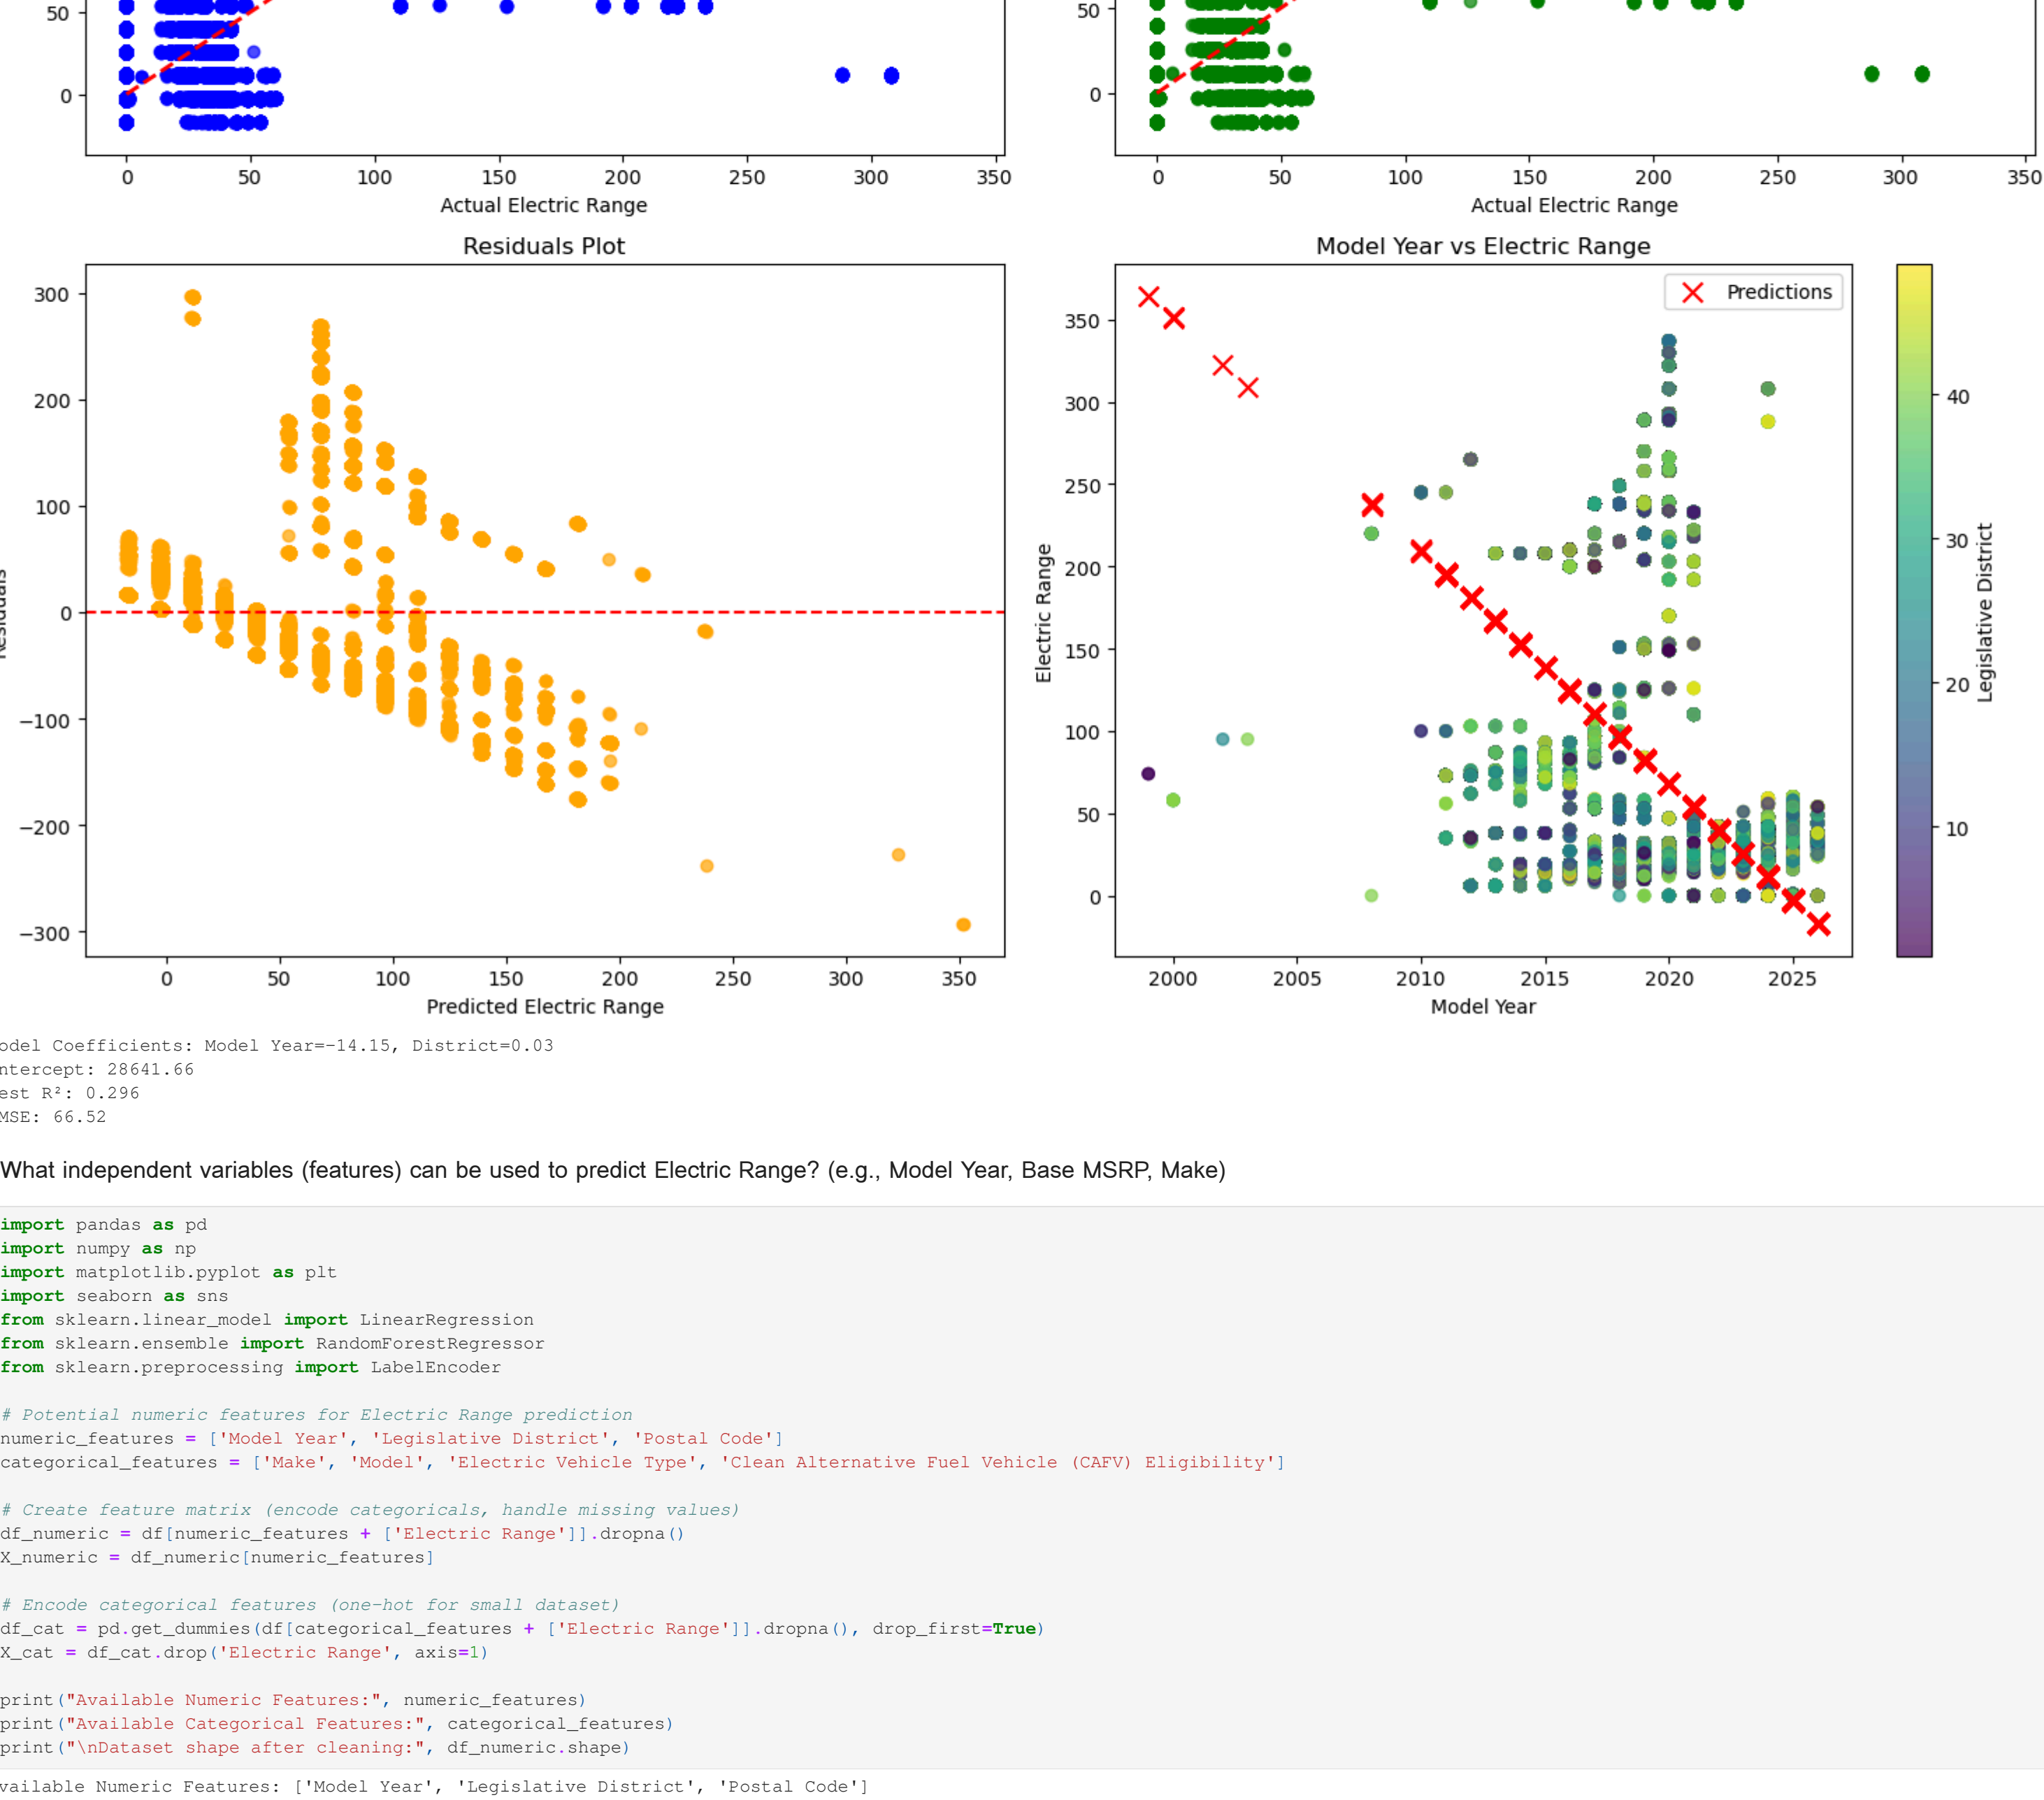 50
0
0 50 100 150 200 250 300 350
Actual Electric Range
50
0
0 50 100 150 200 250 300 350
Actual Electric Range
Residuals Plot
300
200
100
0
−100
−200
−300
0 50 100 150 200 250 300 350
Predicted Electric Range
Model Year vs Electric Range
Predictions
Electric Range
350
300
250
200
150
100
50
0
2000 2005 2010 2015 2020 2025
Model Year
40
30
20
10
Legislative District
odel Coefficients: Model Year=-14.15, District=0.03
ntercept: 28641.66
est R²: 0.296
MSE: 66.52
What independent variables (features) can be used to predict Electric Range? (e.g., Model Year, Base MSRP, Make)
import pandas as pd
import numpy as np
import matplotlib.pyplot as plt
import seaborn as sns
from sklearn.linear_model import LinearRegression
from sklearn.ensemble import RandomForestRegressor
from sklearn.preprocessing import LabelEncoder
# Potential numeric features for Electric Range prediction
numeric_features = ['Model Year', 'Legislative District', 'Postal Code']
categorical_features = ['Make', 'Model', 'Electric Vehicle Type', 'Clean Alternative Fuel Vehicle (CAFV) Eligibility']
# Create feature matrix (encode categoricals, handle missing values)
df_numeric = df[numeric_features + ['Electric Range']].dropna()
X_numeric = df_numeric[numeric_features]
# Encode categorical features (one-hot for small dataset)
df_cat = pd.get_dummies(df[categorical_features + ['Electric Range']].dropna(), drop_first=True)
X_cat = df_cat.drop('Electric Range', axis=1)
print("Available Numeric Features:", numeric_features)
print("Available Categorical Features:", categorical_features)
print("\nDataset shape after cleaning:", df_numeric.shape)
vailable Numeric Features: ['Model Year', 'Legislative District', 'Postal Code']